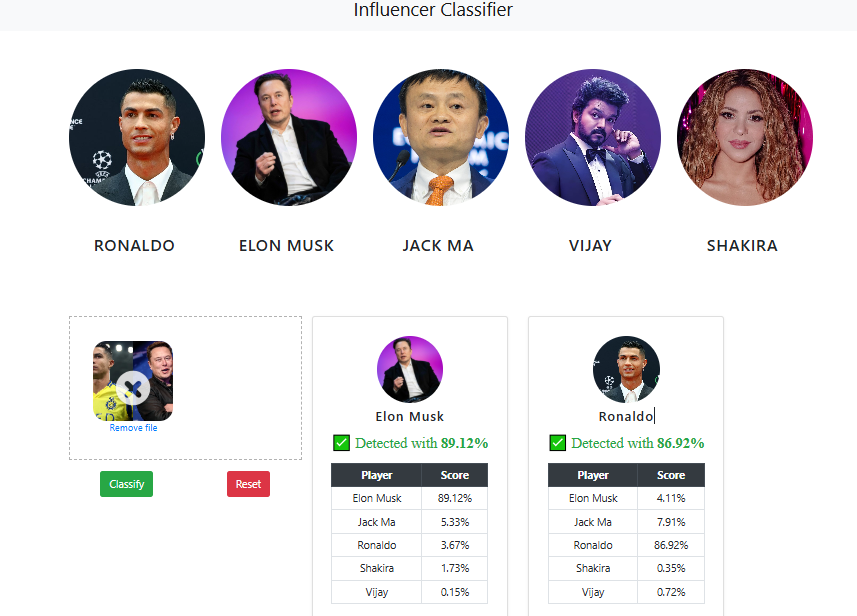 Influencer Classifier
NCE
CHAMP
RONALDO
ELON MUSK
JACK MA
VIJAY
SHAKIRA
Remove file
Classify
Reset
Elon Musk
Detected with 89.12%
Player Score
Elon Musk 89.12%
Jack Ma 5.33%
Ronaldo 3.67%
Shakira 1.73%
Vijay 0.15%
Ronaldo
Detected with 86.92%
Player Score
Elon Musk 4.11%
Jack Ma 7.91%
Ronaldo 86.92%
Shakira 0.35%
Vijay 0.72%